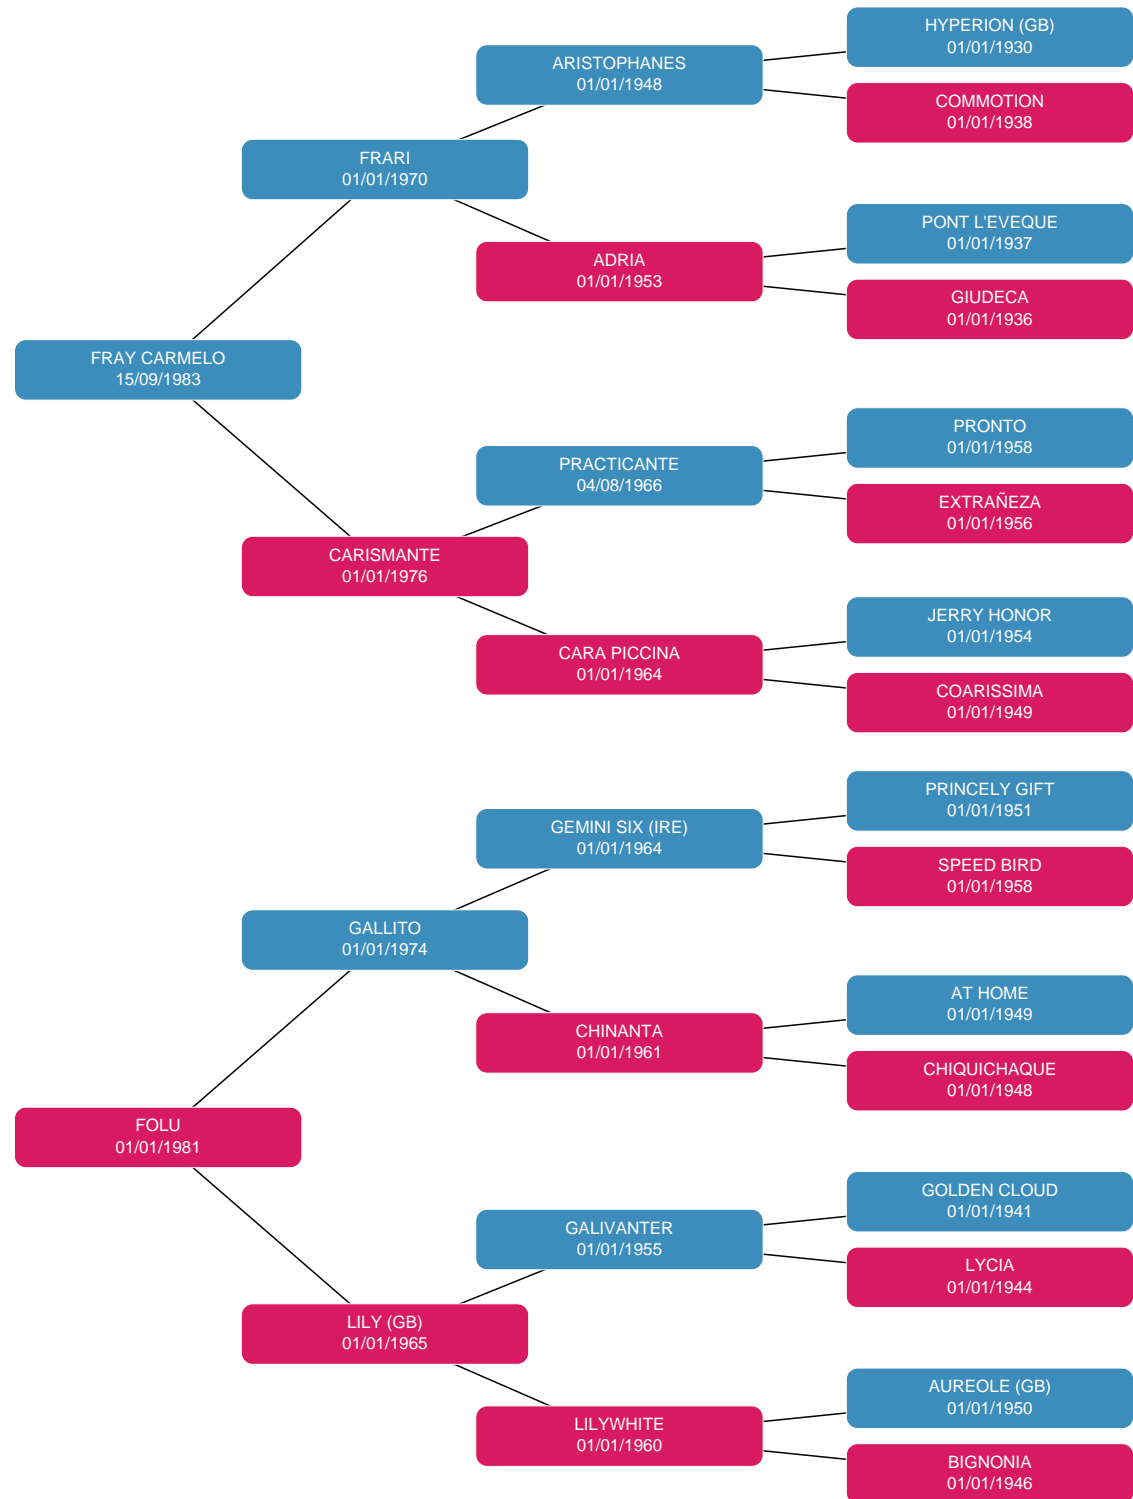 HYPERION (GB)
01/01/1930
ARISTOPHANES
01/01/1948
COMMOTION
01/01/1938
FRARI
01/01/1970
PONT L'EVEQUE
01/01/1937
ADRIA
01/01/1953
GIUDECA
01/01/1936
FRAY CARMELO
15/09/1983
PRONTO
01/01/1958
PRACTICANTE
04/08/1966
EXTRAÑEZA
01/01/1956
CARISMANTE
01/01/1976
JERRY HONOR
01/01/1954
CARA PICCINA
01/01/1964
COARISSIMA
01/01/1949
PRINCELY GIFT
01/01/1951
GEMINI SIX (IRE)
01/01/1964
SPEED BIRD
01/01/1958
GALLITO
01/01/1974
AT HOME
01/01/1949
CHINANTA
01/01/1961
CHIQUICHAQUE
01/01/1948
FOLU
01/01/1981
GOLDEN CLOUD
01/01/1941
GALIVANTER
01/01/1955
LYCIA
01/01/1944
LILY (GB)
01/01/1965
AUREOLE (GB)
01/01/1950
LILYWHITE
01/01/1960
BIGNONIA
01/01/1946